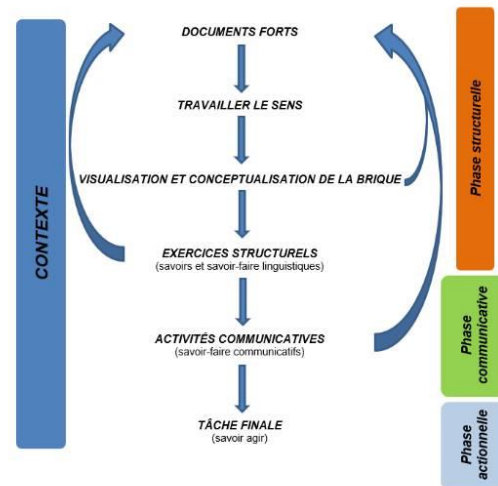 DOCUMENTS FORTS
TRAVAILLER LE SENS
VISUALISATION ET CONCEPTUALISATION DE LA BRIQUE
EXERCICES STRUCTURELS
(savoirs et savoir-faire linguistiques)
ACTIVITÉS COMMUNICATIVES
(savoir-faire communicatifs)
TÂCHE FINALE
(savoir agir)
CONTEXTE
Phase structurelle
Phase
communicative
Phase
actionnelle